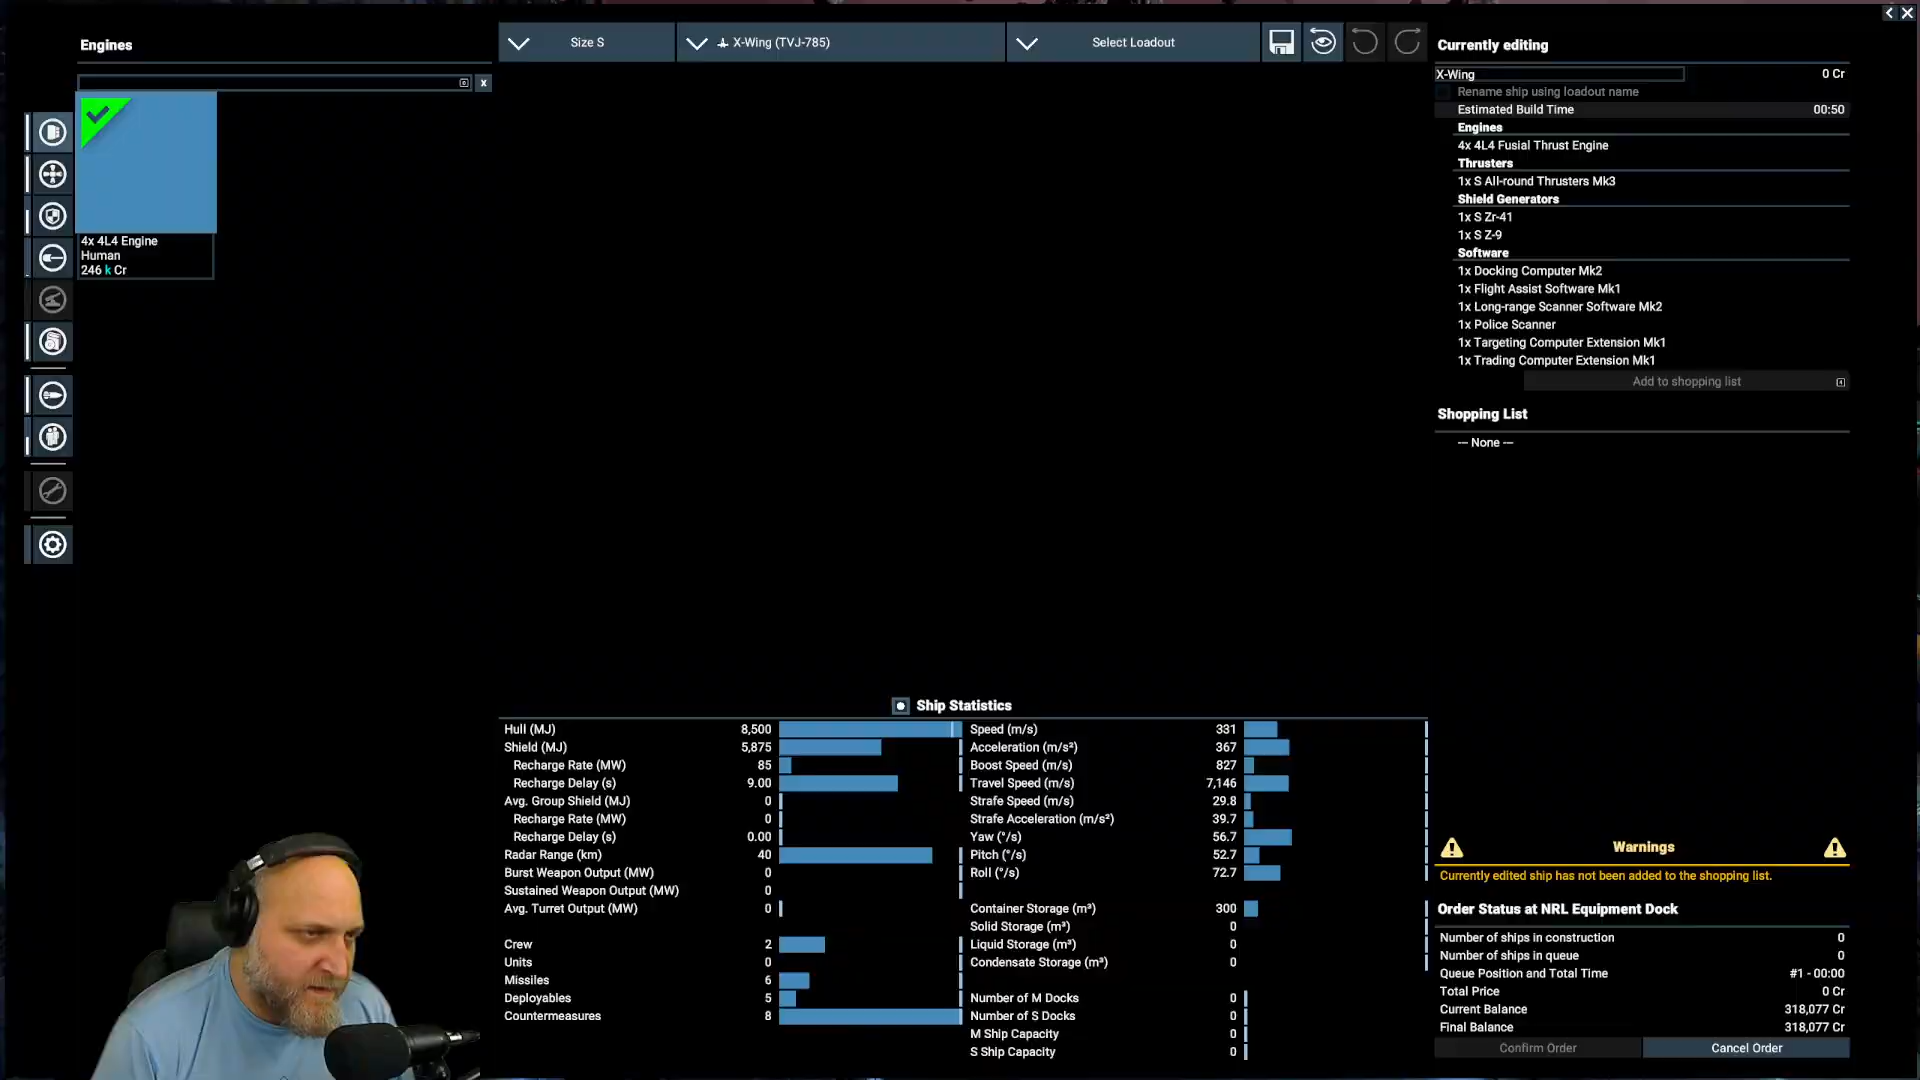 Engines
x
4x 4L4 Engine
Human
246 k Cr
Size S
X-Wing (TVJ-785)
Select Loadout
Ship Statistics
Hull (MJ) 8,500
Shield (MJ) 5,875
Recharge Rate (MW) 85
Recharge Delay (s) 9.00
Avg. Group Shield (MJ) 0
Recharge Rate (MW) 0
Recharge Delay (s) 0.00
Radar Range (km) 40
Burst Weapon Output (MW) 0
Sustained Weapon Output (MW) 0
Avg. Turret Output (MW) 0
Crew 2
Units 0
Missiles 6
Deployables 5
Countermeasures 8
Speed (m/s) 331
Acceleration (m/s²) 367
Boost Speed (m/s) 827
Travel Speed (m/s) 7,146
Strafe Speed (m/s) 29.8
Strafe Acceleration (m/s²) 39.7
Yaw (°/s) 56.7
Pitch (°/s) 52.7
Roll (°/s) 72.7
Container Storage (m³) 300
Solid Storage (m³) 0
Liquid Storage (m³) 0
Condensate Storage (m³) 0
Number of M Docks 0
Number of S Docks 0
M Ship Capacity 0
S Ship Capacity 0
Currently editing
X-Wing 0 Cr
Rename ship using loadout name
Estimated Build Time 00:50
Engines
4x 4L4 Fusial Thrust Engine
Thrusters
1x S All-round Thrusters Mk3
Shield Generators
1x S Zr-41
1x S Z-9
Software
1x Docking Computer Mk2
1x Flight Assist Software Mk1
1x Long-range Scanner Software Mk2
1x Police Scanner
1x Targeting Computer Extension Mk1
1x Trading Computer Extension Mk1
Add to shopping list
Shopping List
--- None ---
Warnings
Currently edited ship has not been added to the shopping list.
Order Status at NRL Equipment Dock
Number of ships in construction 0
Number of ships in queue 0
Queue Position and Total Time #1 - 00:00
Total Price 0 Cr
Current Balance 318,077 Cr
Final Balance 318,077 Cr
Confirm Order
Cancel Order